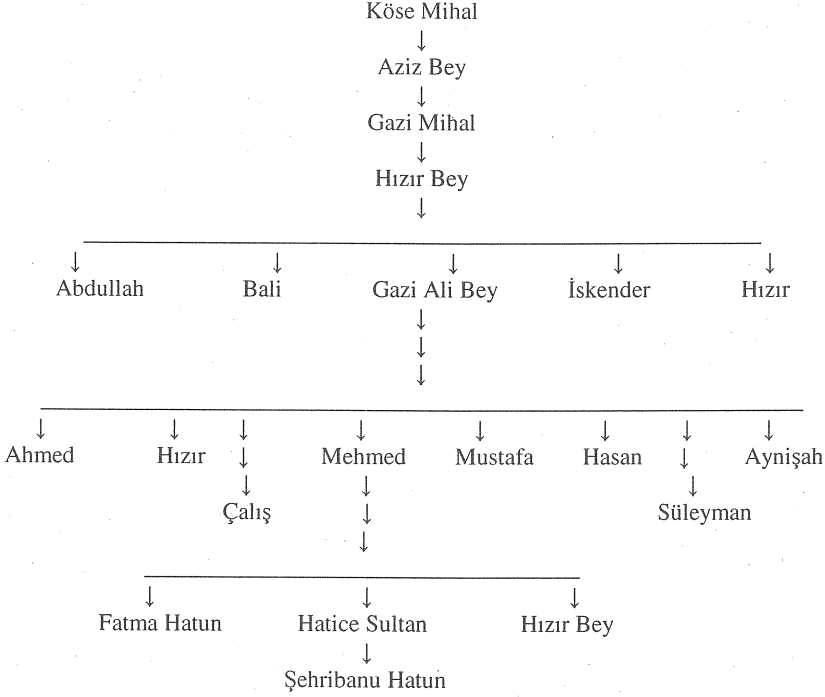 Köse Mihal
Aziz Bey
Gazi Mihal
Hızır Bey
Abdullah Bali Gazi Ali Bey İskender Hızır
Ahmed Hızır Mehmed Mustafa Hasan Aynişah
Çalış Süleyman
Fatma Hatun Hatice Sultan Hızır Bey
Şehribanu Hatun